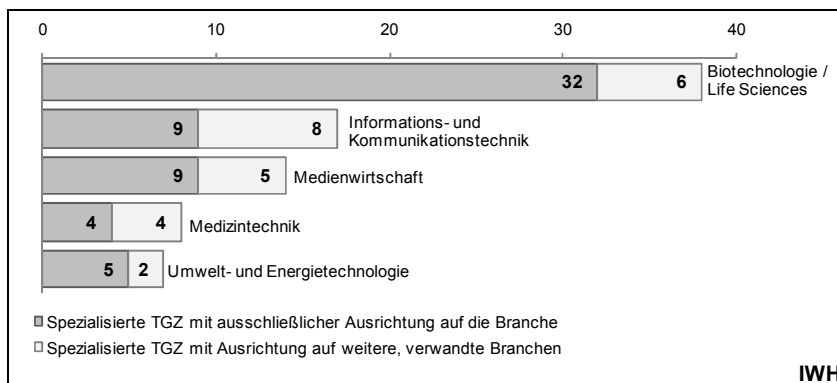 0 10 20 30 40
32 6 Biotechnologie /
Life Sciences
9 8 Informations- und
Kommunikationstechnik
9 5 Medienwirtschaft
4 4 Medizintechnik
5 2 Umwelt- und Energietechnologie
Spezialisierte TGZ mit ausschließlicher Ausrichtung auf die Branche
Spezialisierte TGZ mit Ausrichtung auf weitere, verwandte Branchen
IWH